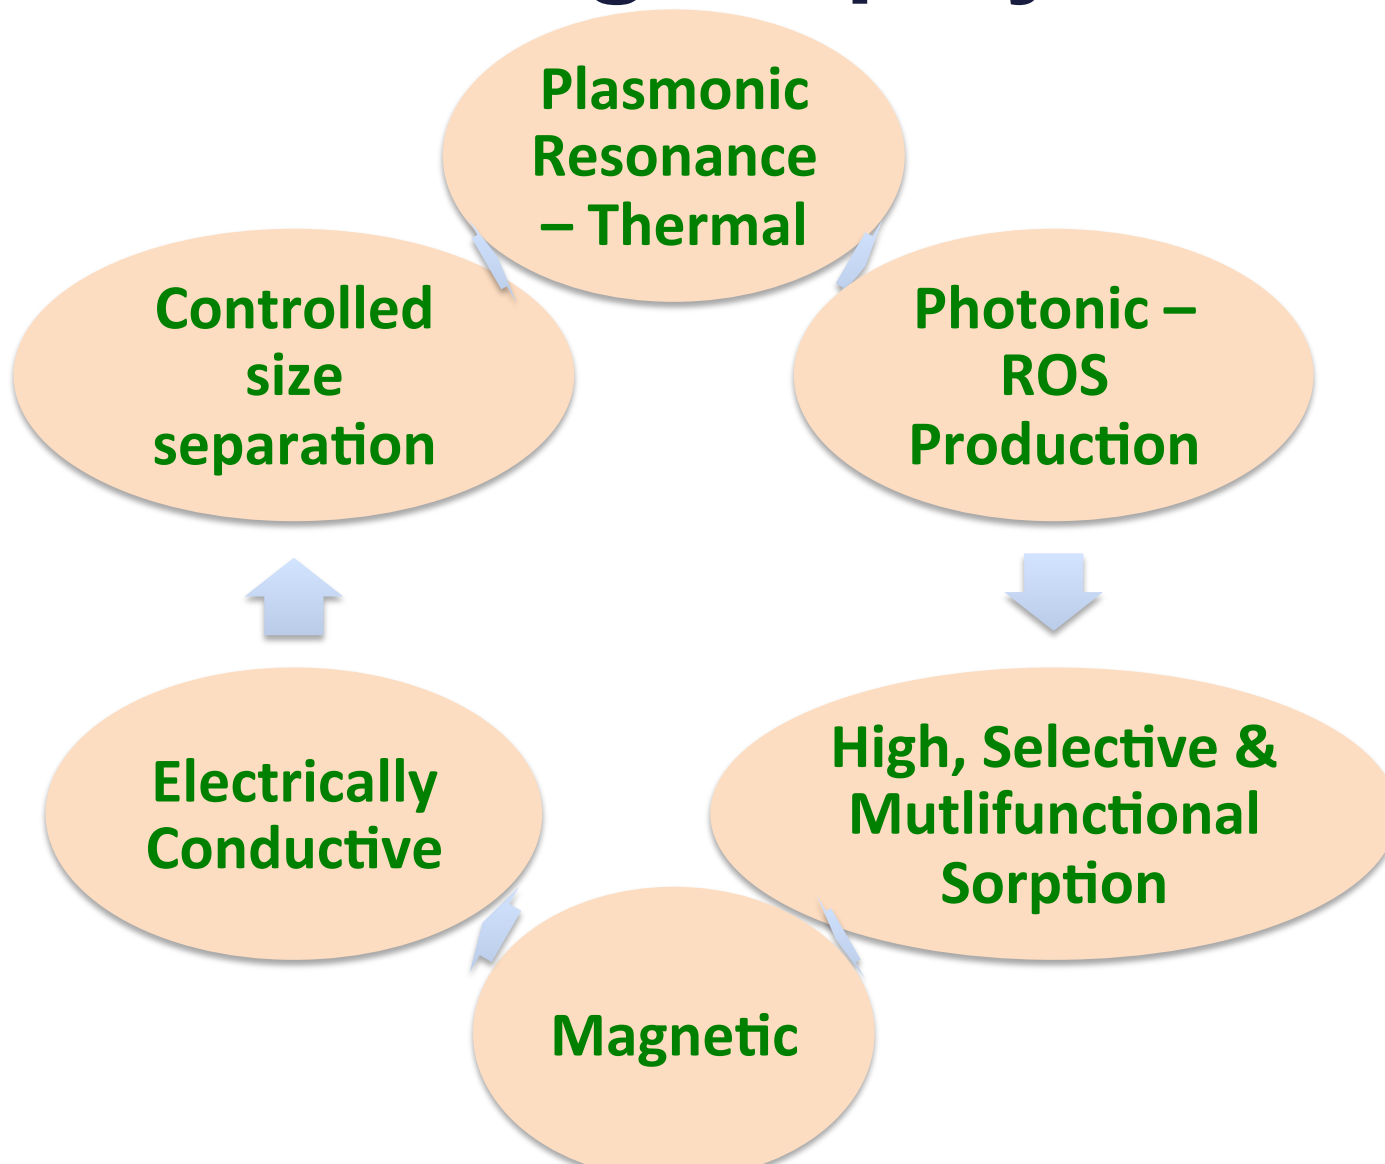 Plasmonic
Resonance
– Thermal
Photonic –
ROS
Production
High, Selective &
Mutlifunctional
Sorption
Magnetic
Electrically
Conductive
Controlled
size
separation